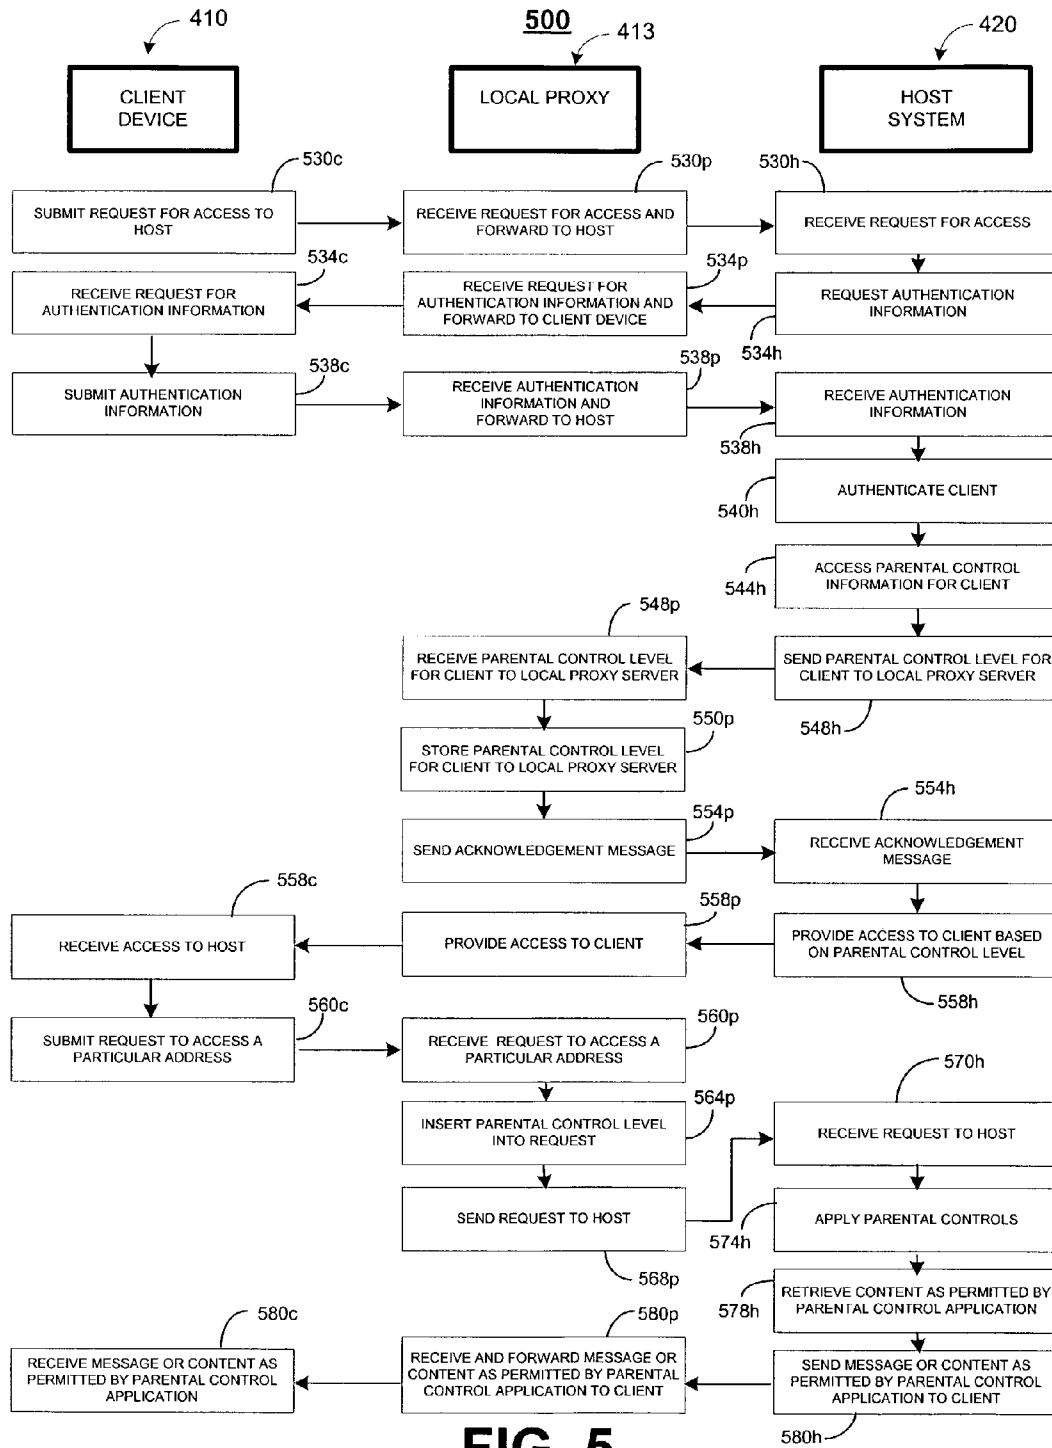 500
410
413
420
CLIENT
DEVICE
LOCAL PROXY
HOST
SYSTEM
530c
530p
530h
SUBMIT REQUEST FOR ACCESS TO
HOST
RECEIVE REQUEST FOR ACCESS AND
FORWARD TO HOST
RECEIVE REQUEST FOR ACCESS
534c
534p
RECEIVE REQUEST FOR
AUTHENTICATION INFORMATION
RECEIVE REQUEST FOR
AUTHENTICATION INFORMATION AND
FORWARD TO CLIENT DEVICE
REQUEST AUTHENTICATION
INFORMATION
534h
538c
538p
SUBMIT AUTHENTICATION
INFORMATION
RECEIVE AUTHENTICATION
INFORMATION AND
FORWARD TO HOST
RECEIVE AUTHENTICATION
INFORMATION
538h
AUTHENTICATE CLIENT
540h
ACCESS PARENTAL CONTROL
INFORMATION FOR CLIENT
544h
548p
RECEIVE PARENTAL CONTROL LEVEL
FOR CLIENT TO LOCAL PROXY SERVER
SEND PARENTAL CONTROL LEVEL FOR
CLIENT TO LOCAL PROXY SERVER
548h
550p
STORE PARENTAL CONTROL LEVEL
FOR CLIENT TO LOCAL PROXY SERVER
554p
554h
SEND ACKNOWLEDGEMENT MESSAGE
RECEIVE ACKNOWLEDGEMENT
MESSAGE
558c
558p
RECEIVE ACCESS TO HOST
PROVIDE ACCESS TO CLIENT
PROVIDE ACCESS TO CLIENT BASED
ON PARENTAL CONTROL LEVEL
558h
560c
560p
SUBMIT REQUEST TO ACCESS A
PARTICULAR ADDRESS
RECEIVE REQUEST TO ACCESS A
PARTICULAR ADDRESS
570h
564p
INSERT PARENTAL CONTROL LEVEL
INTO REQUEST
RECEIVE REQUEST TO HOST
SEND REQUEST TO HOST
568p
APPLY PARENTAL CONTROLS
574h
RETRIEVE CONTENT AS PERMITTED BY
PARENTAL CONTROL APPLICATION
578h
580c
580p
RECEIVE MESSAGE OR CONTENT AS
PERMITTED BY PARENTAL CONTROL
APPLICATION
RECEIVE AND FORWARD MESSAGE OR
CONTENT AS PERMITTED BY PARENTAL
CONTROL APPLICATION TO CLIENT
SEND MESSAGE OR CONTENT AS
PERMITTED BY PARENTAL CONTROL
APPLICATION TO CLIENT
580h
FIG. 5